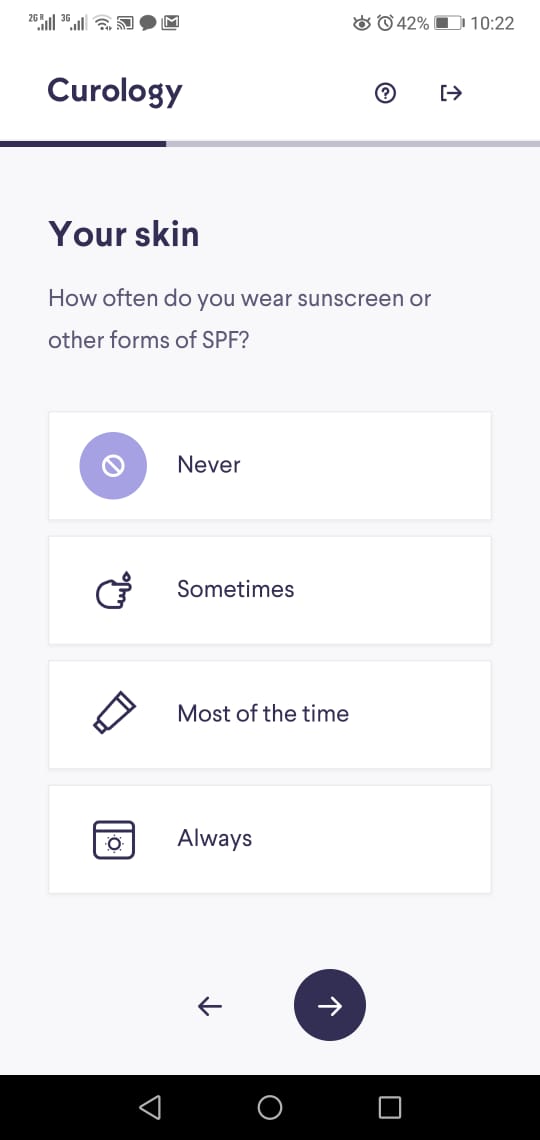 2G R 3G 42% 10:22
Curology
Your skin
How often do you wear sunscreen or
other forms of SPF?
Never
Sometimes
Most of the time
Always